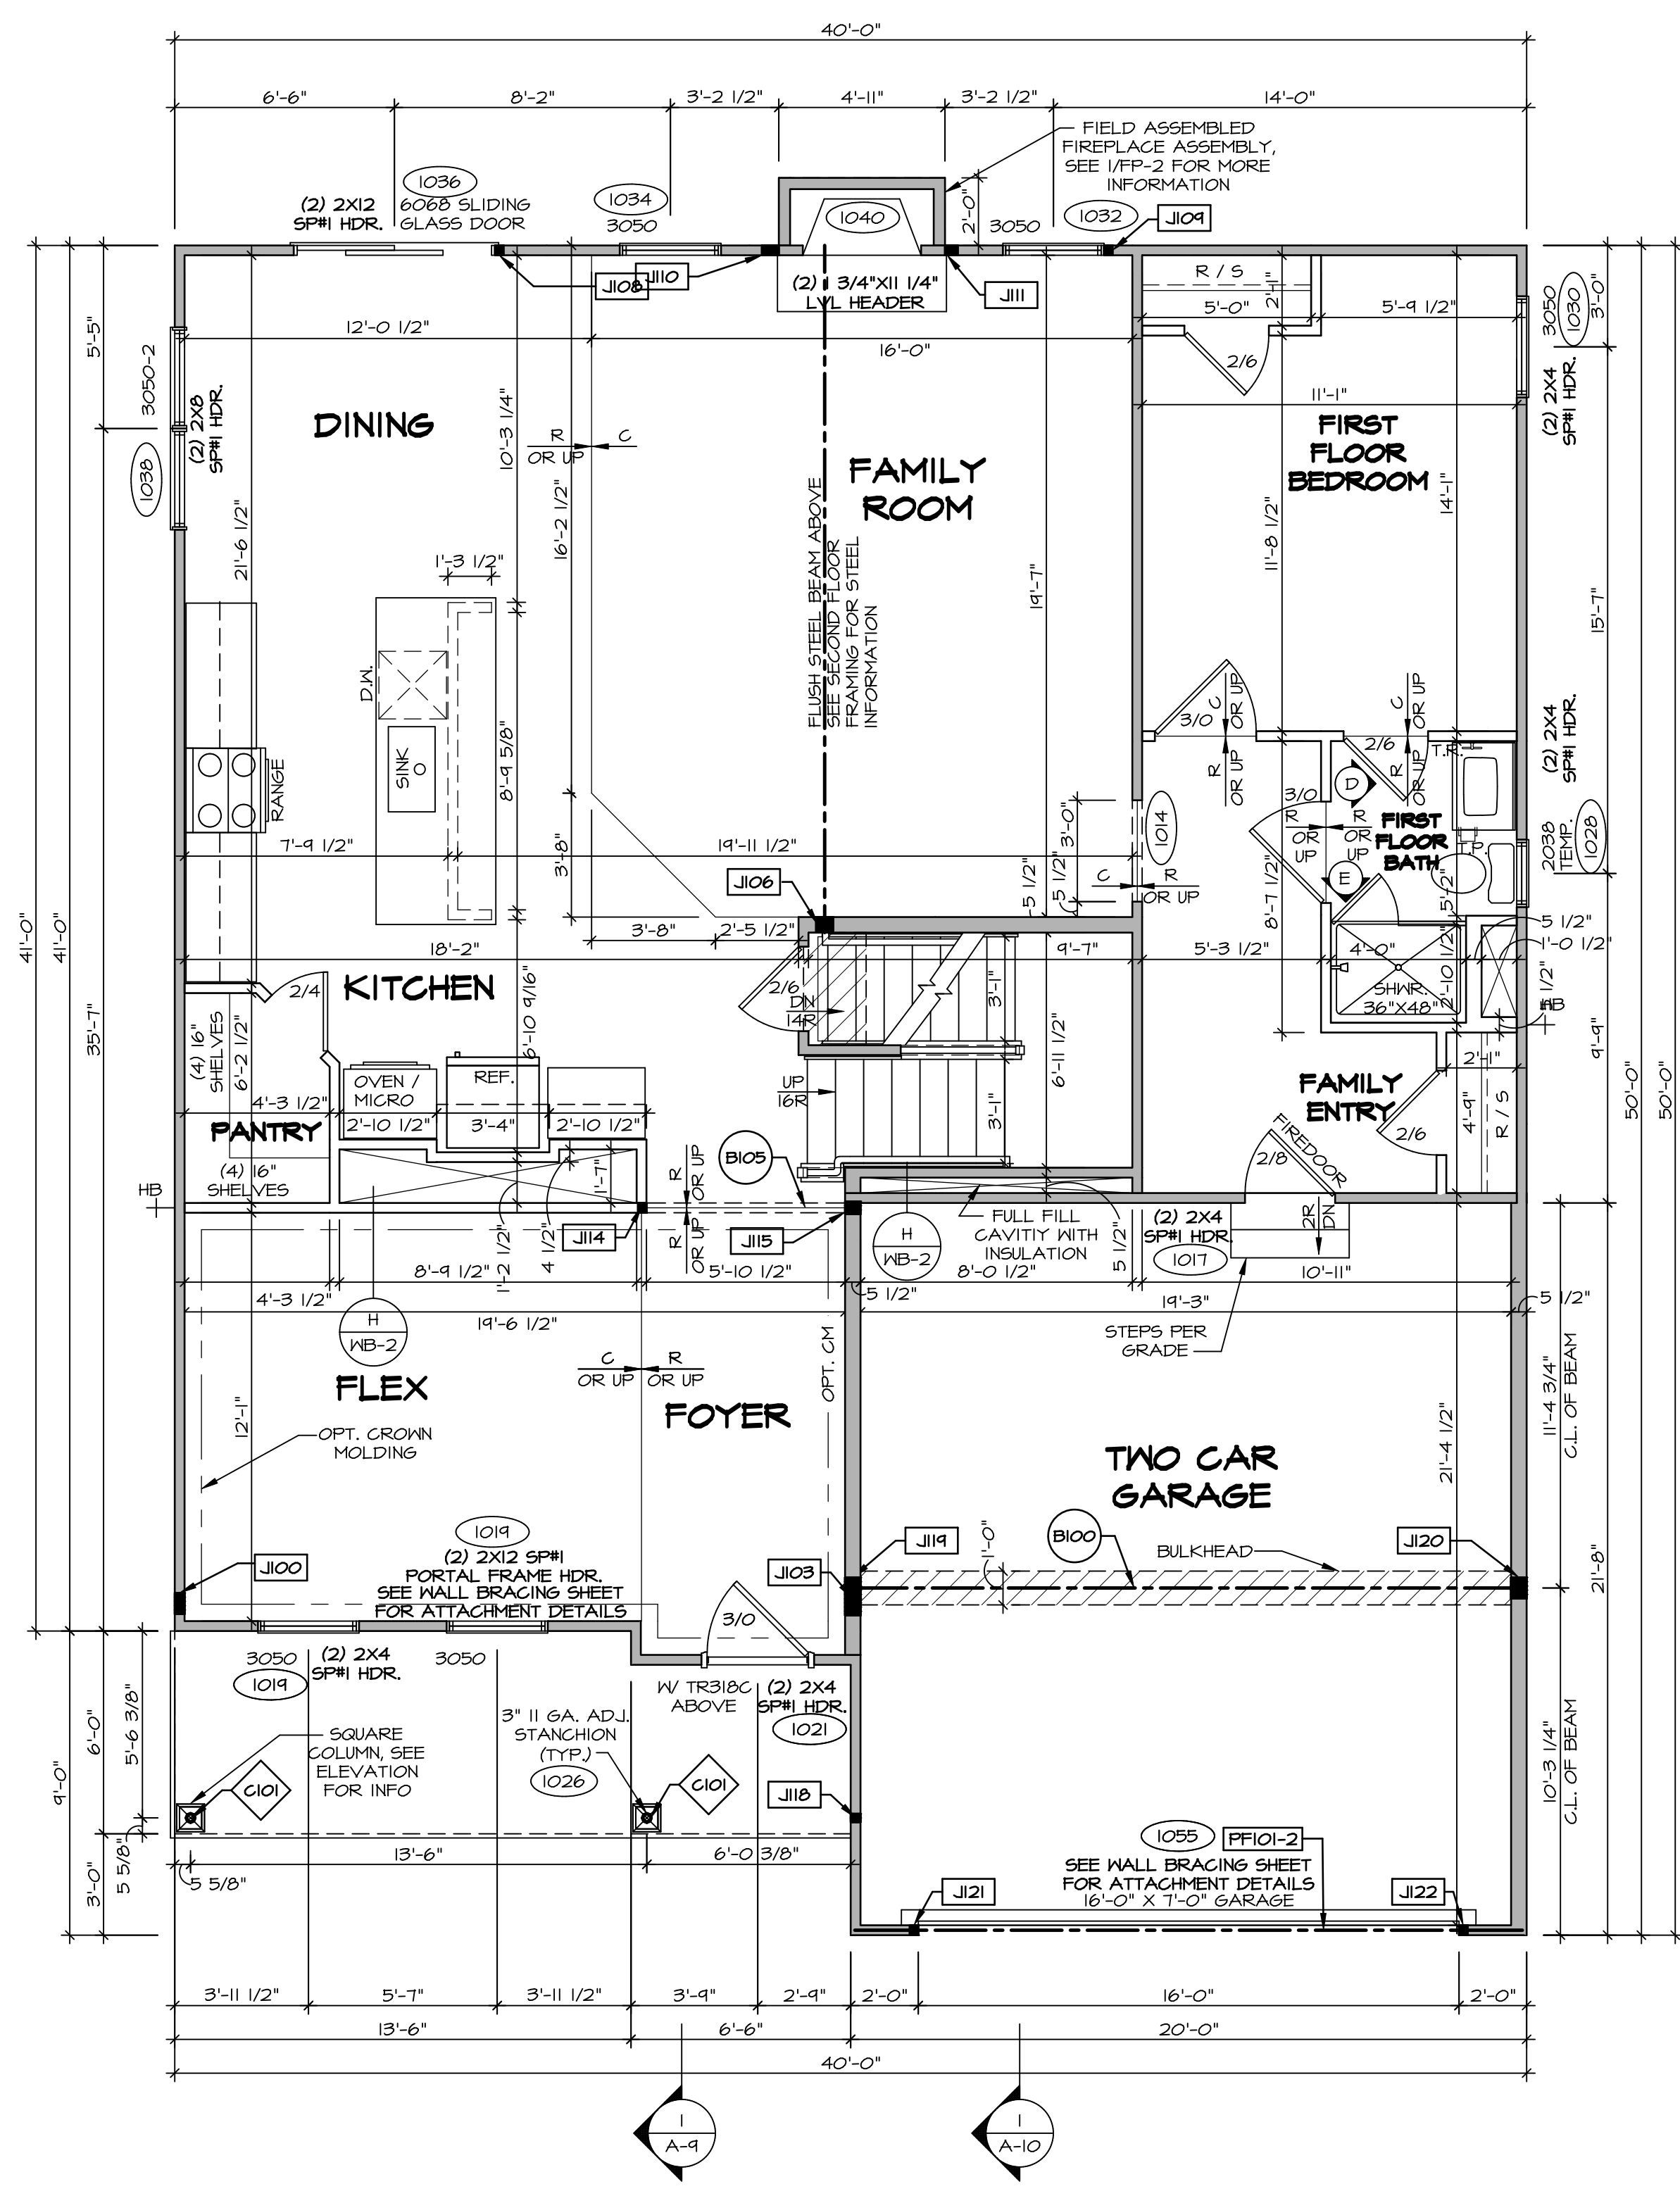 40'-0"
6'-6"
8'-2"
3'-2 1/2"
4'-11"
3'-2 1/2"
14'-0"
FIELD ASSEMBLED
FIREPLACE ASSEMBLY,
SEE 1/FP-2 FOR MORE
INFORMATION
2'-0"
1036
(2) 2X12
SP#1 HDR.
6068 SLIDING
GLASS DOOR
1034
3050
1040
3050
1032
J109
J108
J110
(2) 1 3/4"X11 1/4"
LVL HEADER
J111
R / S
2'-11"
5'-0"
5'-9 1/2"
3050
1030
3'-0"
(2) 2X4
SP#1 HDR.
5'-5"
3050-2
1038
(2) 2X8
SP#1 HDR.
12'-0 1/2"
16'-0"
2/6
11'-1"
DINING
10'-3 1/4"
R
OR UP
C
FAMILY
ROOM
FIRST
FLOOR
BEDROOM
21'-6 1/2"
16'-2 1/2"
11'-8 1/2"
14'-1"
19'-7"
15'-7"
1'-3 1/2"
FLUSH STEEL BEAM ABOVE
SEE SECOND FLOOR
FRAMING FOR STEEL
INFORMATION
D.W.
SINK
RANGE
8'-9 5/8"
3/0
C
OR UP
R
OR UP
C
OR UP
R
OR UP
2/6
T.R.
(2) 2X4
SP#1 HDR.
D
3/0
R
OR
UP
R
OR
UP
FIRST
FLOOR
BATH
T.P.
E
2038
TEMP.
1028
7'-9 1/2"
19'-11 1/2"
3'-8"
3'-0"
1014
5 1/2"
5 1/2"
C
R
OR UP
8'-7 1/2"
5'-2"
J106
3'-8"
2'-5 1/2"
18'-2"
9'-7"
5'-3 1/2"
4'-0"
5 1/2"
1'-0 1/2"
5 1/2"
HB
2'-10 1/2"
SHWR.
36"X48"
KITCHEN
2/4
2/6
DN
14R
3'-1"
6'-10 9/16"
(4) 16"
SHELVES
6'-2 1/2"
6'-11 1/2"
OVEN /
MICRO
REF.
UP
16R
3'-1"
4'-3 1/2"
2'-10 1/2"
3'-4"
2'-10 1/2"
PANTRY
(4) 16"
SHELVES
HB
FAMILY
ENTRY
2'-1"
4'-9"
R / S
2/6
9'-9"
FIREDOOR
2/8
1'-7"
R
OR UP
R
OR UP
B105
J114
J115
1'-2 1/2"
4 1/2"
H
WB-2
FULL FILL
CAVITIY WITH
INSULATION
5 1/2"
(2) 2X4
SP#1 HDR.
1017
2R
DN
8'-9 1/2"
5'-10 1/2"
8'-0 1/2"
10'-11"
5 1/2"
4'-3 1/2"
19'-6 1/2"
19'-3"
5 1/2"
H
WB-2
STEPS PER
GRADE
41'-0"
41'-0"
35'-7"
50'-0"
50'-0"
C
OR UP
R
OR UP
OPT. CM
FLEX
FOYER
12'-1"
OPT. CROWN
MOLDING
TWO CAR
GARAGE
21'-4 1/2"
11'-4 3/4"
C.L. OF BEAM
21'-8"
1019
(2) 2X12 SP#1
PORTAL FRAME HDR.
SEE WALL BRACING SHEET
FOR ATTACHMENT DETAILS
J100
J103
J119
1'-0"
B100
BULKHEAD
J120
3/0
3050
1019
(2) 2X4
SP#1 HDR.
3050
W/ TR318C
ABOVE
(2) 2X4
SP#1 HDR.
1021
SQUARE
COLUMN, SEE
ELEVATION
FOR INFO
C101
3" 11 GA. ADJ.
STANCHION
(TYP.)
1026
C101
J118
9'-0"
6'-0"
5'-6 3/8"
3'-0"
5 5/8"
5 5/8"
13'-6"
6'-0 3/8"
10'-3 1/4"
C.L. OF BEAM
1055
PF101-2
SEE WALL BRACING SHEET
FOR ATTACHMENT DETAILS
16'-0" X 7'-0" GARAGE
J121
J122
3'-11 1/2"
5'-7"
3'-11 1/2"
3'-9"
2'-9"
2'-0"
16'-0"
2'-0"
13'-6"
6'-6"
20'-0"
40'-0"
1
A-9
1
A-10